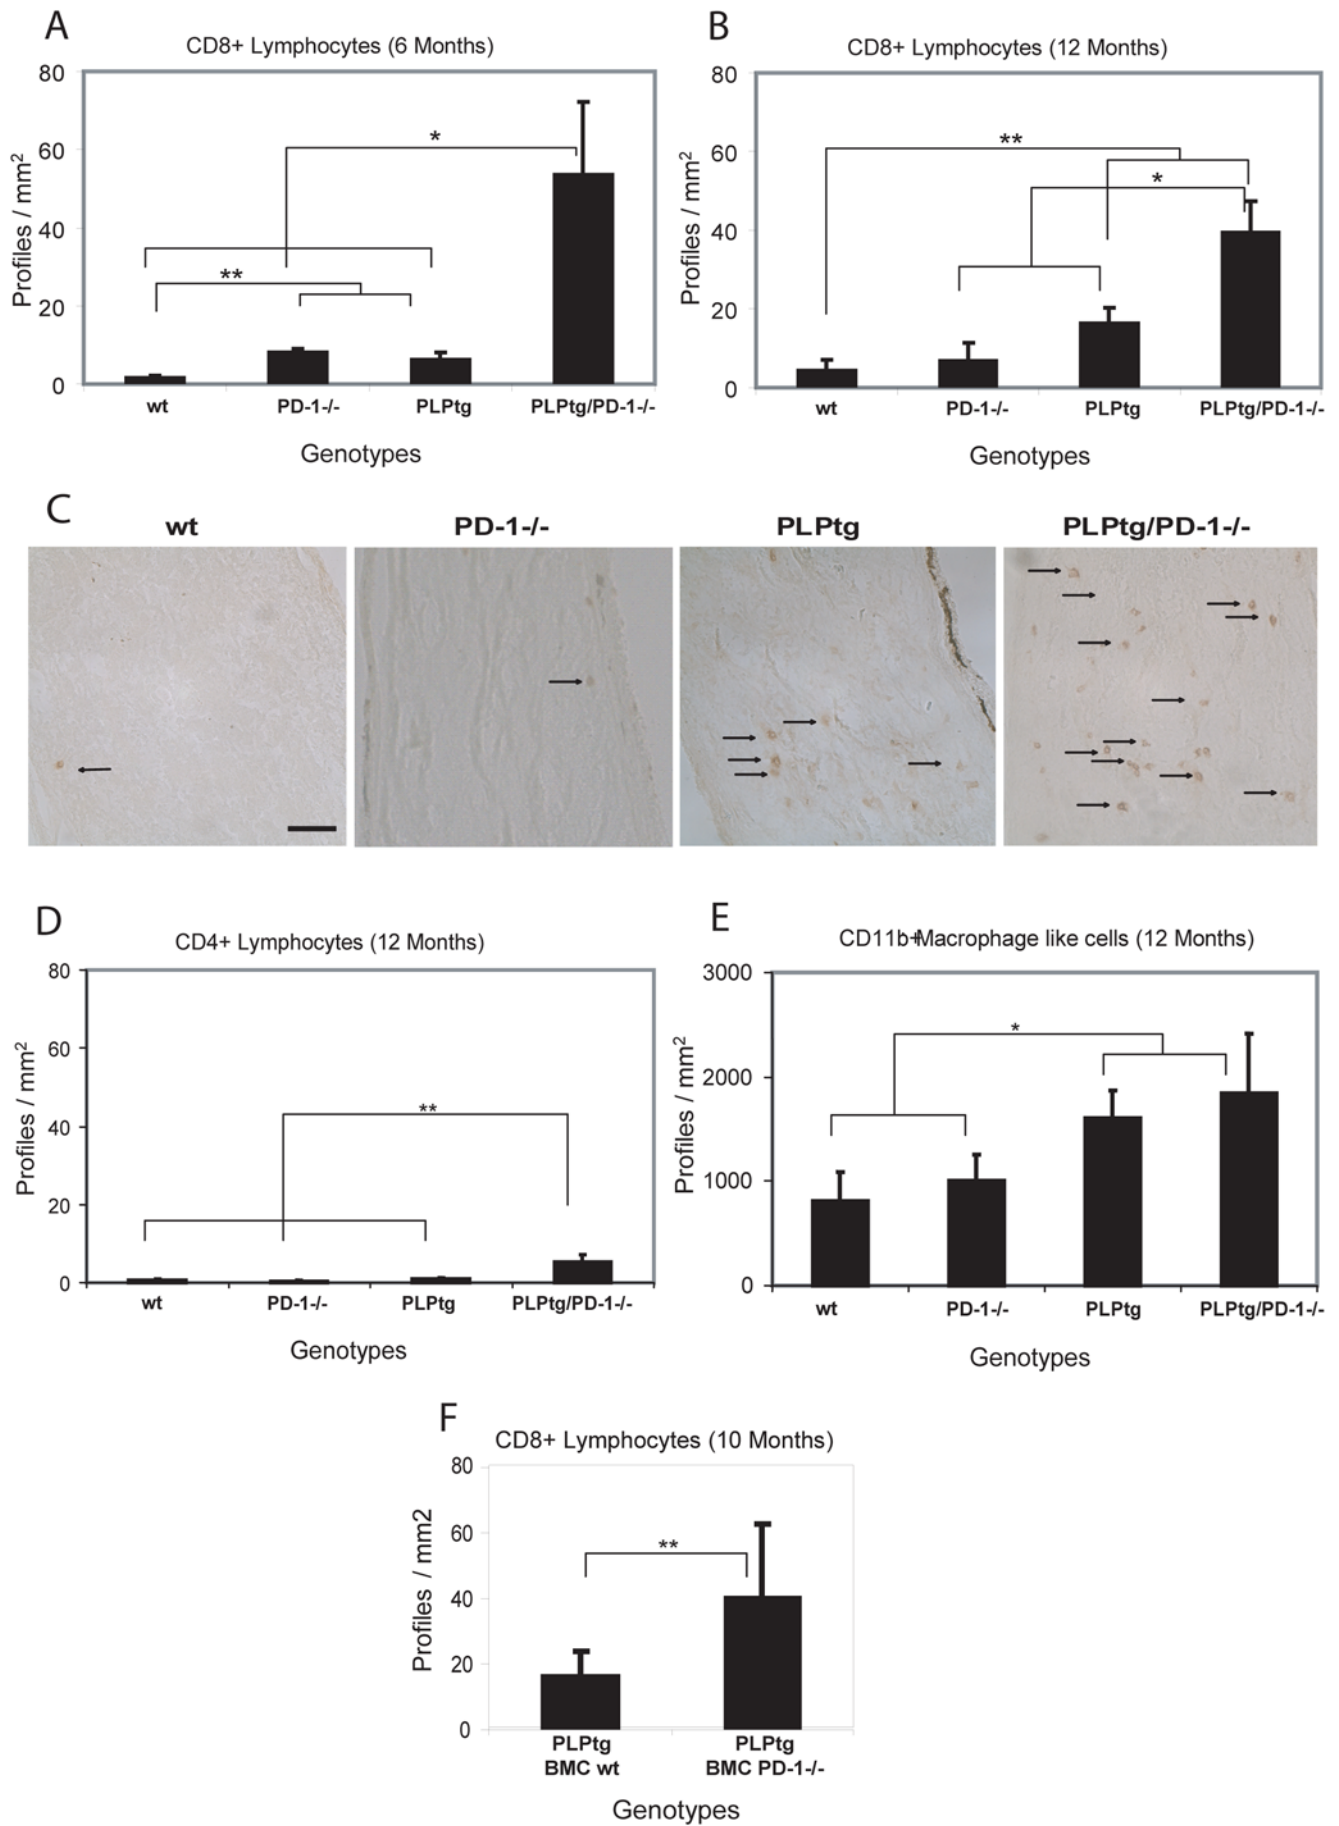 A
CD8+ Lymphocytes (6 Months)
80
60
40
20
0
Profiles / mm2
*
**
wt PD-1-/- PLPtg PLPtg/PD-1-/-
Genotypes
B
CD8+ Lymphocytes (12 Months)
80
60
40
20
0
Profiles / mm2
**
*
wt PD-1-/- PLPtg PLPtg/PD-1-/-
Genotypes
C
wt PD-1-/- PLPtg PLPtg/PD-1-/-
D
CD4+ Lymphocytes (12 Months)
80
60
40
20
0
Profiles / mm2
**
wt PD-1-/- PLPtg PLPtg/PD-1-/-
Genotypes
E
CD11b+Macrophage like cells (12 Months)
3000
2000
1000
0
Profiles / mm2
*
wt PD-1-/- PLPtg PLPtg/PD-1-/-
Genotypes
F
CD8+ Lymphocytes (10 Months)
80
60
40
20
0
Profiles / mm2
**
PLPtg PLPtg
BMC wt BMC PD-1-/-
Genotypes